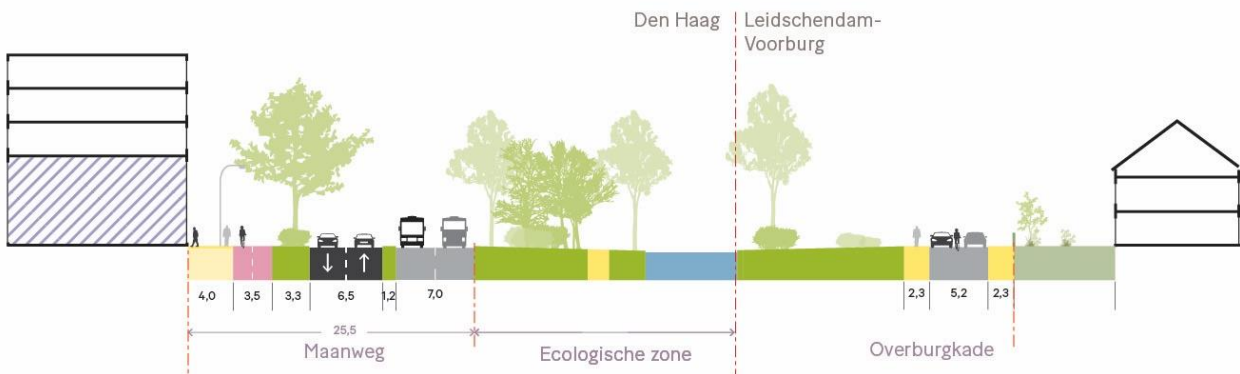 Den Haag
Leidschendam-
Voorburg
4,0
3,5
3,3
6,5
1,2
7,0
2,3
5,2
2,3
25,5
Maanweg
Ecologische zone
Overburgkade